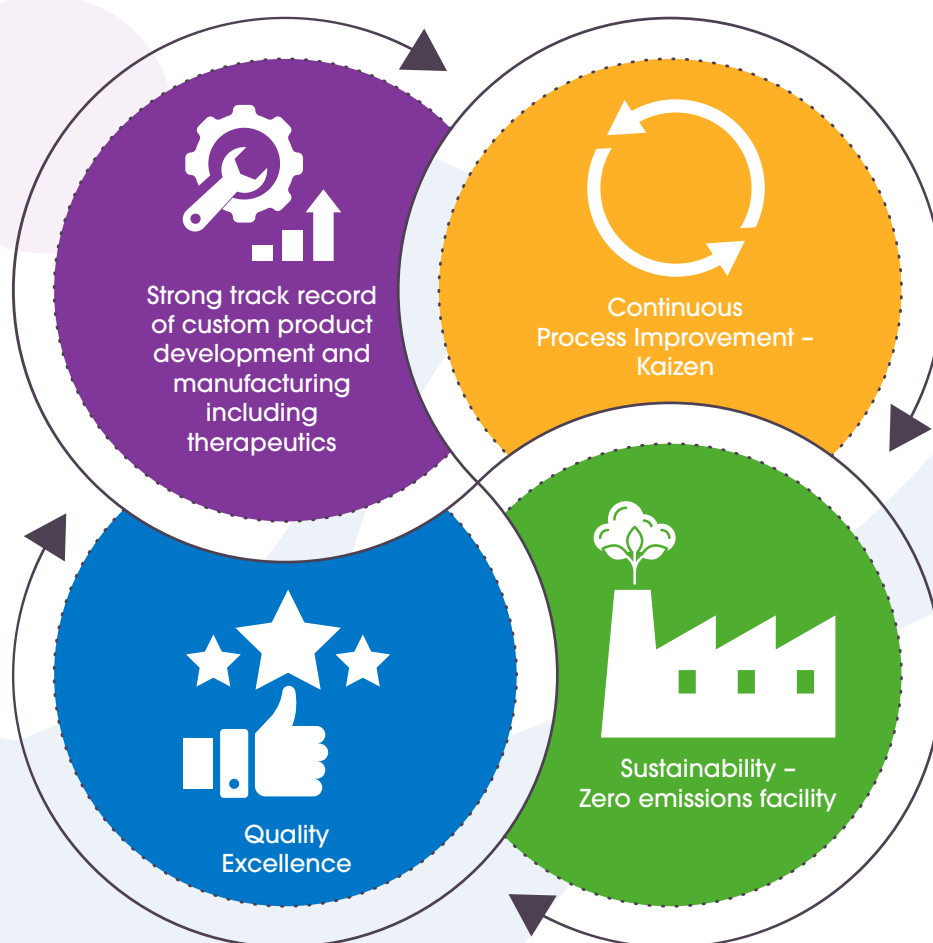 Strong track record
of custom product
development and
manufacturing
including
therapeutics
Continuous
Process Improvement –
Kaizen
Quality
Excellence
Sustainability –
Zero emissions facility